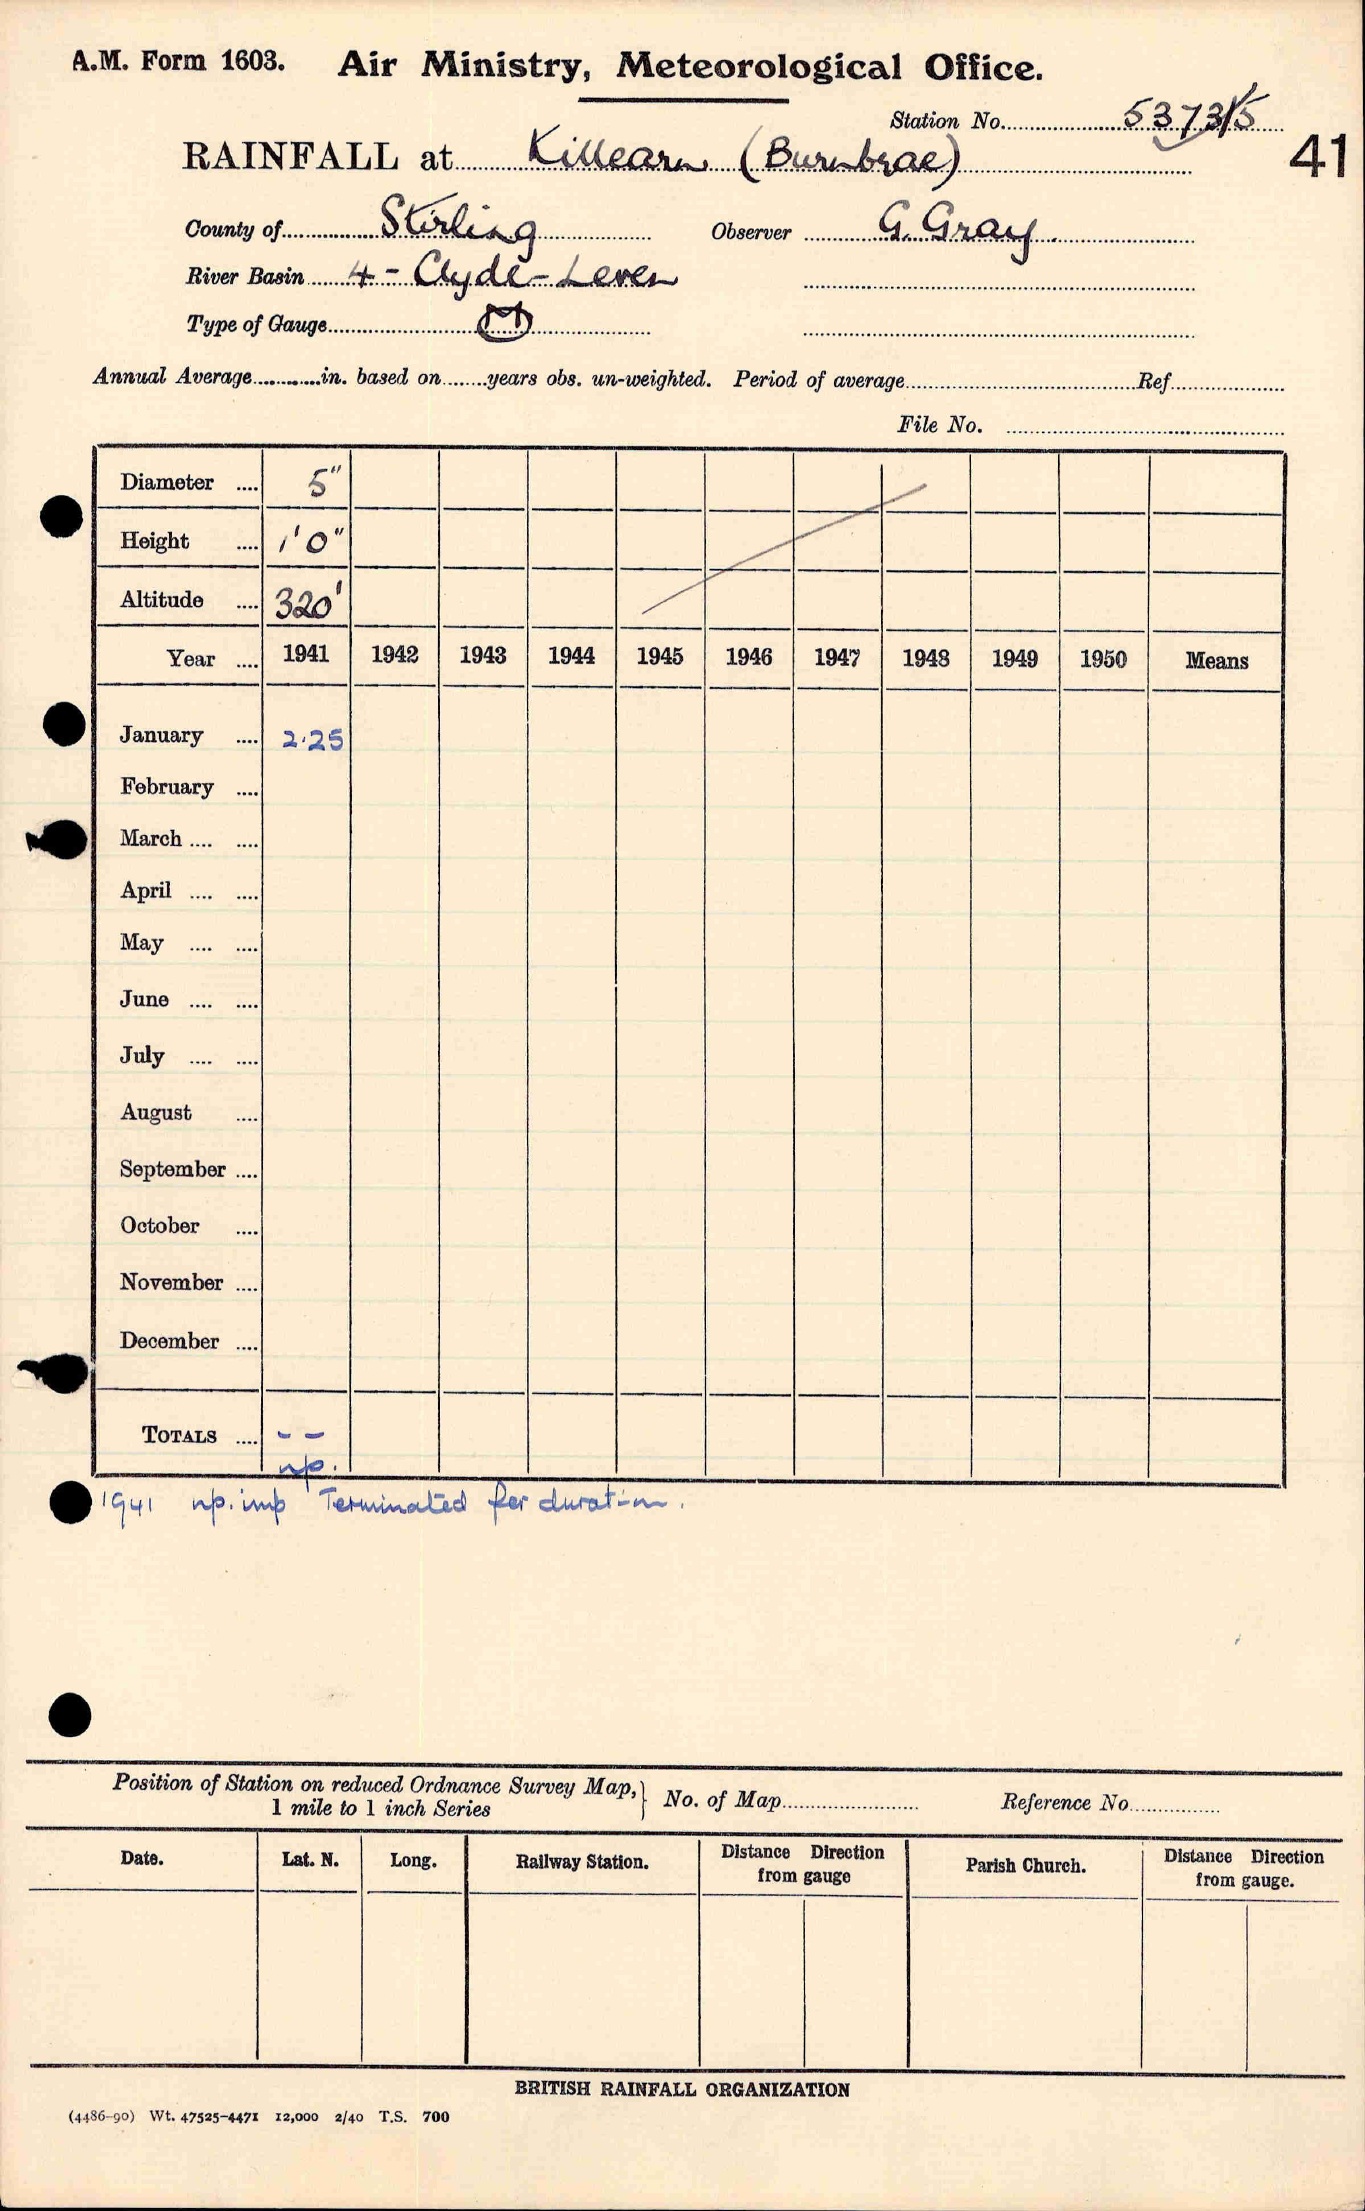 A.M. Form 1603. Air Ministry, Meteorological Office.
Station No. 5373/5
41
RAINFALL at Killearn (Burnbrae)
County of Stirling Observer G. Gray.
River Basin 4 - Clyde - Leven
Type of Gauge M
Annual Average in. based on years obs. un-weighted. Period of average Ref.
File No.
Diameter 5"
Height 1' 0"
Altitude 320'
Year 1941 1942 1943 1944 1945 1946 1947 1948 1949 1950 Means
January 2.25
February
March
April
May
June
July
August
September
October
November
December
TOTALS - -
np.
1941 np. imp Terminated for duration.
Position of Station on reduced Ordnance Survey Map, 1 mile to 1 inch Series } No. of Map Reference No.
Date. Lat. N. Long. Railway Station. Distance Direction from gauge Parish Church. Distance Direction from gauge.
BRITISH RAINFALL ORGANIZATION
(4486-90) Wt. 47525-4471 12,000 2/40 T.S. 700